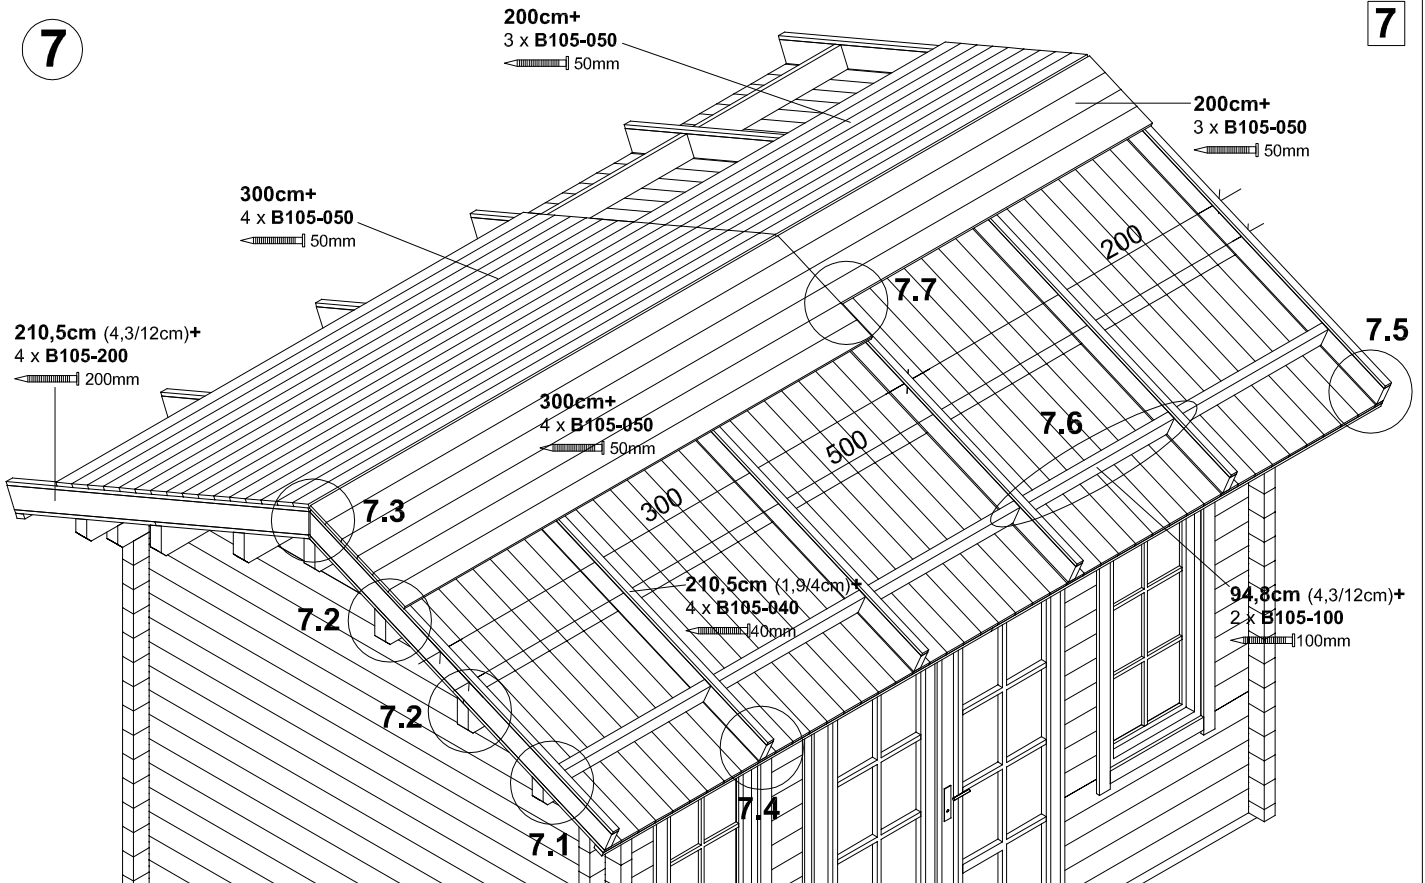 7
7
200cm+
3 x B105-050
50mm
200cm+
3 x B105-050
50mm
300cm+
4 x B105-050
50mm
200
7.7
7.5
210,5cm (4,3/12cm)+
4 x B105-200
200mm
300cm+
4 x B105-050
50mm
7.6
500
300
7.3
210,5cm (1,9/4cm)+
4 x B105-040
40mm
94,8cm (4,3/12cm)+
2 x B105-100
100mm
7.2
7.2
7.4
7.1